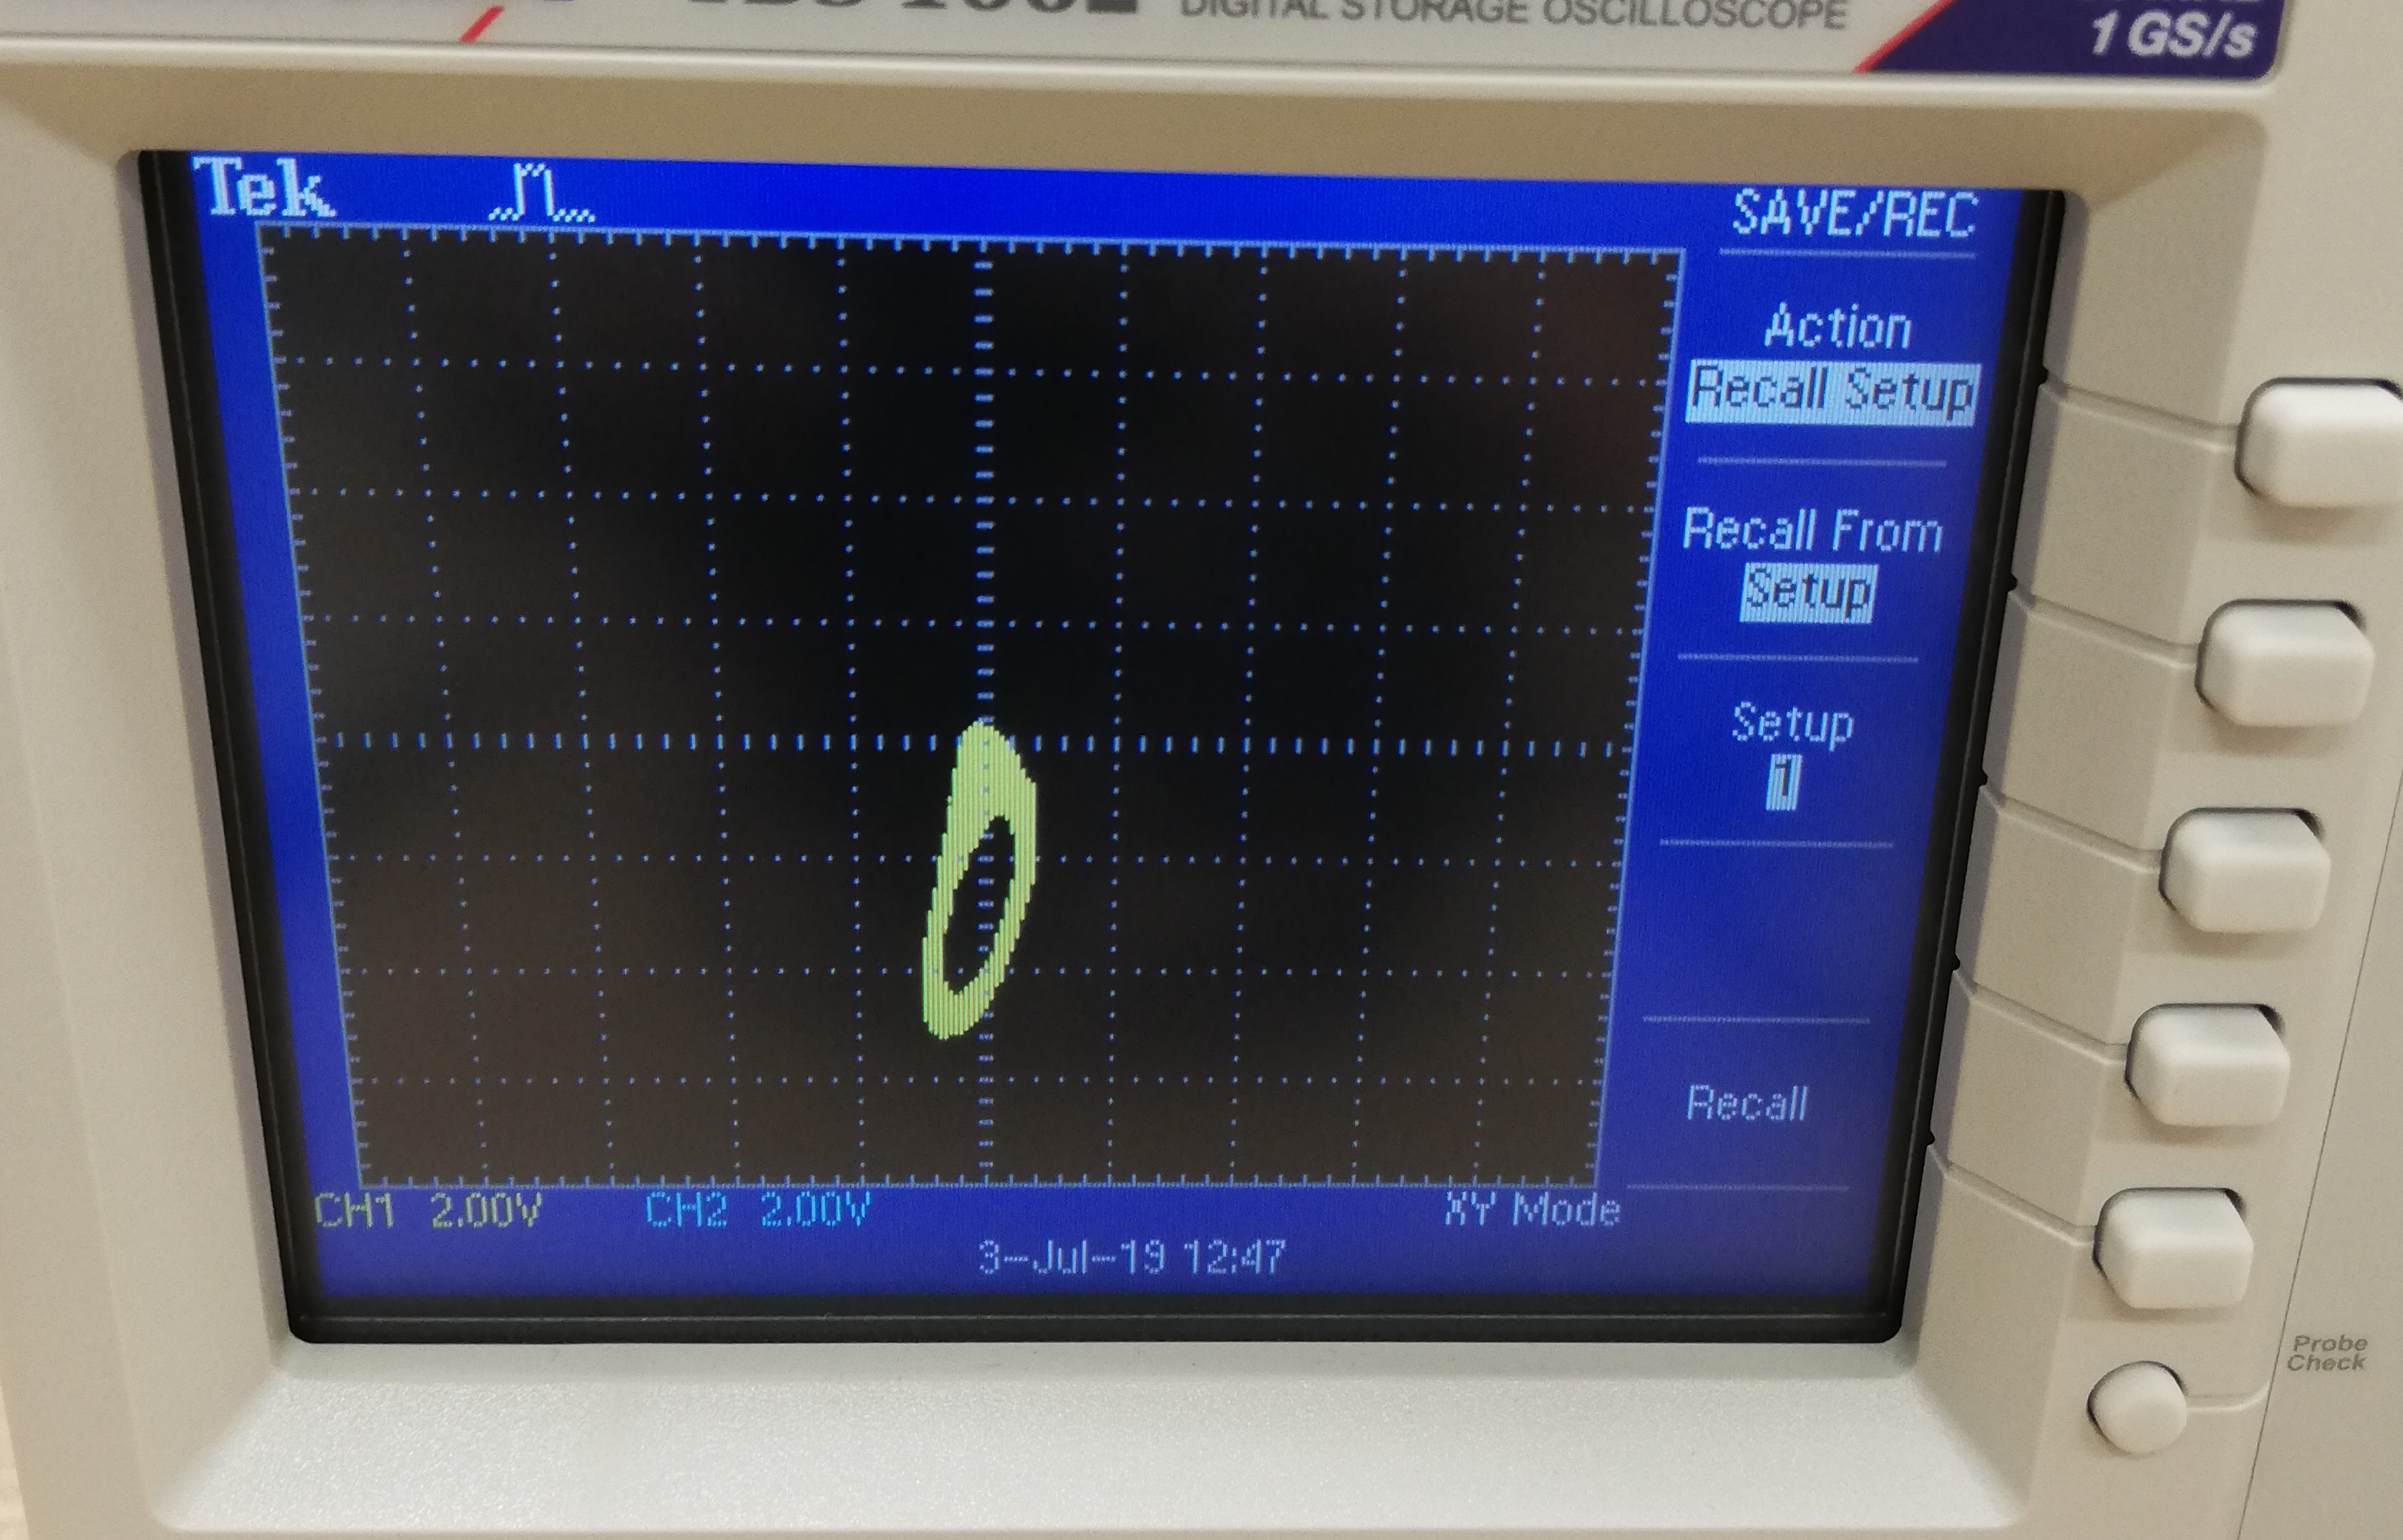 DIGITAL STORAGE OSCILLOSCOPE
1 GS/s
Tek
SAVE/REC
Action
Recall Setup
Recall From
Setup
Setup
1
Recall
CH1 2.00V CH2 2.00V XY Mode
3-Jul-19 12:47
Probe
Check